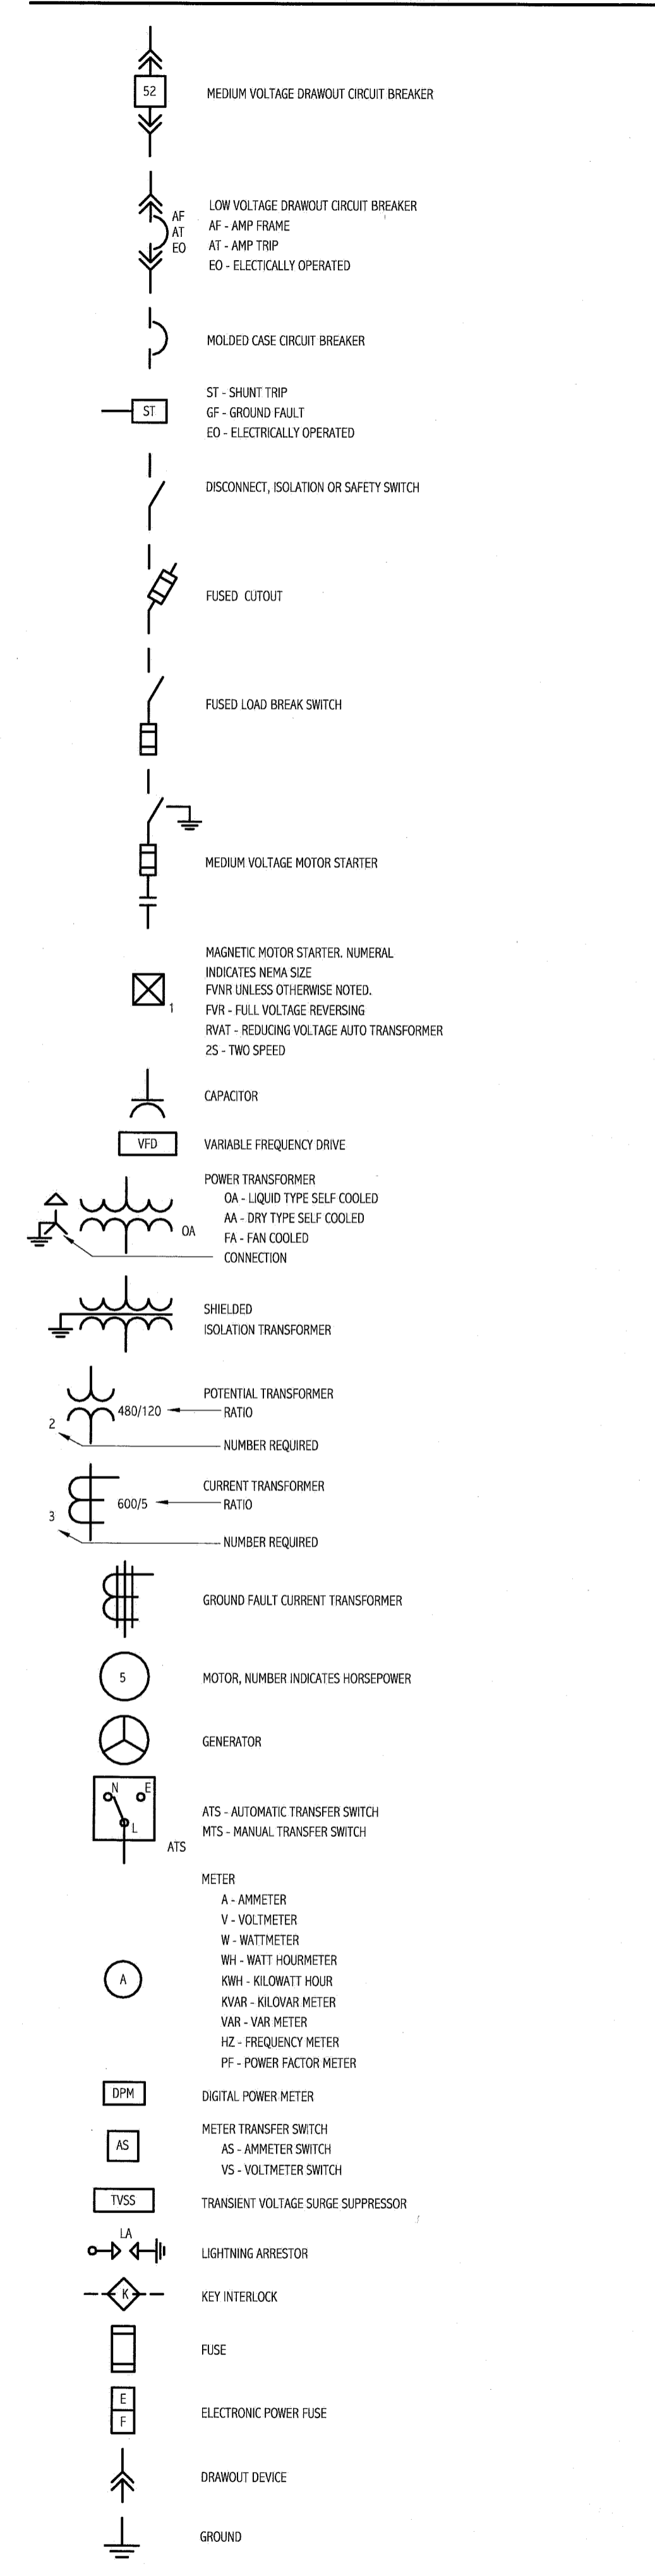 52
MEDIUM VOLTAGE DRAWOUT CIRCUIT BREAKER
AF
AT
EO
LOW VOLTAGE DRAWOUT CIRCUIT BREAKER
AF - AMP FRAME
AT - AMP TRIP
EO - ELECTICALLY OPERATED
MOLDED CASE CIRCUIT BREAKER
ST
ST - SHUNT TRIP
GF - GROUND FAULT
EO - ELECTRICALLY OPERATED
DISCONNECT, ISOLATION OR SAFETY SWITCH
FUSED CUTOUT
FUSED LOAD BREAK SWITCH
MEDIUM VOLTAGE MOTOR STARTER
1
MAGNETIC MOTOR STARTER. NUMERAL
INDICATES NEMA SIZE
FVNR UNLESS OTHERWISE NOTED.
FVR - FULL VOLTAGE REVERSING
RVAT - REDUCING VOLTAGE AUTO TRANSFORMER
2S - TWO SPEED
CAPACITOR
VFD
VARIABLE FREQUENCY DRIVE
OA
POWER TRANSFORMER
OA - LIQUID TYPE SELF COOLED
AA - DRY TYPE SELF COOLED
FA - FAN COOLED
CONNECTION
SHIELDED
ISOLATION TRANSFORMER
POTENTIAL TRANSFORMER
480/120
RATIO
2
NUMBER REQUIRED
CURRENT TRANSFORMER
600/5
RATIO
3
NUMBER REQUIRED
GROUND FAULT CURRENT TRANSFORMER
5
MOTOR, NUMBER INDICATES HORSEPOWER
GENERATOR
N
E
L
ATS
ATS - AUTOMATIC TRANSFER SWITCH
MTS - MANUAL TRANSFER SWITCH
A
METER
A - AMMETER
V - VOLTMETER
W - WATTMETER
WH - WATT HOURMETER
KWH - KILOWATT HOUR
KVAR - KILOVAR METER
VAR - VAR METER
HZ - FREQUENCY METER
PF - POWER FACTOR METER
DPM
DIGITAL POWER METER
AS
METER TRANSFER SWITCH
AS - AMMETER SWITCH
VS - VOLTMETER SWITCH
TVSS
TRANSIENT VOLTAGE SURGE SUPPRESSOR
LA
LIGHTNING ARRESTOR
K
KEY INTERLOCK
FUSE
E
F
ELECTRONIC POWER FUSE
DRAWOUT DEVICE
GROUND